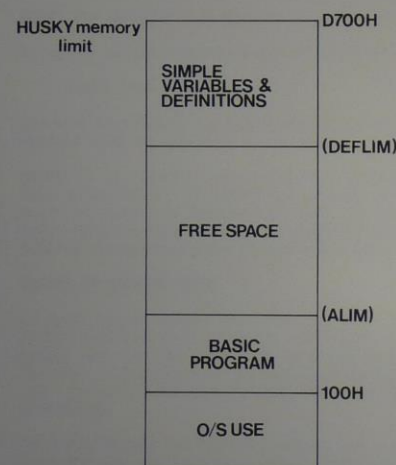 HUSKY memory
limit
D700H
SIMPLE
VARIABLES &
DEFINITIONS
(DEFLIM)
FREE SPACE
(ALIM)
BASIC
PROGRAM
100H
O/S USE